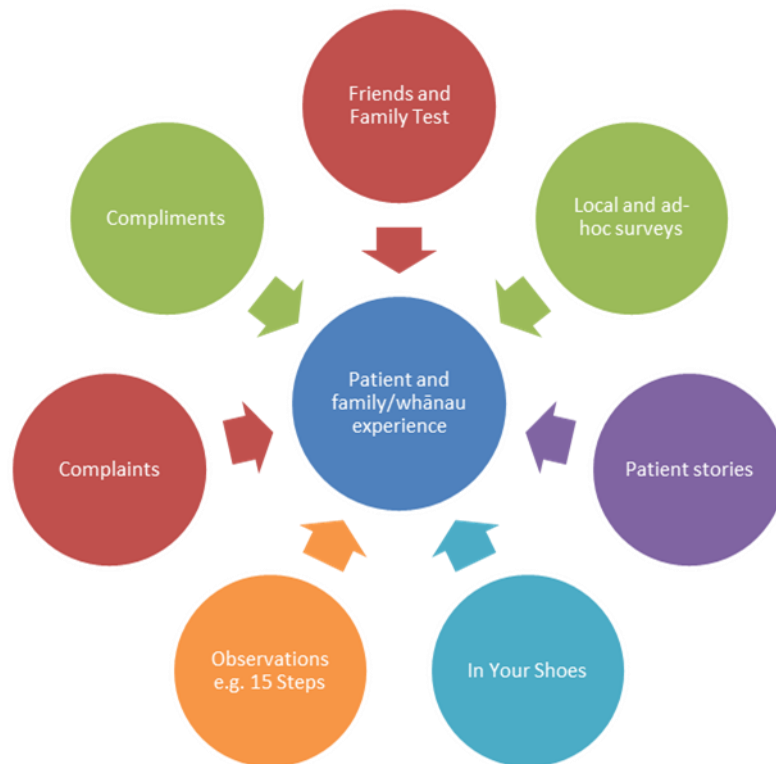 Friends and
Family Test
Compliments
Local and ad-
hoc surveys
Patient and
family/whānau
experience
Complaints
Patient stories
Observations
e.g. 15 Steps
In Your Shoes